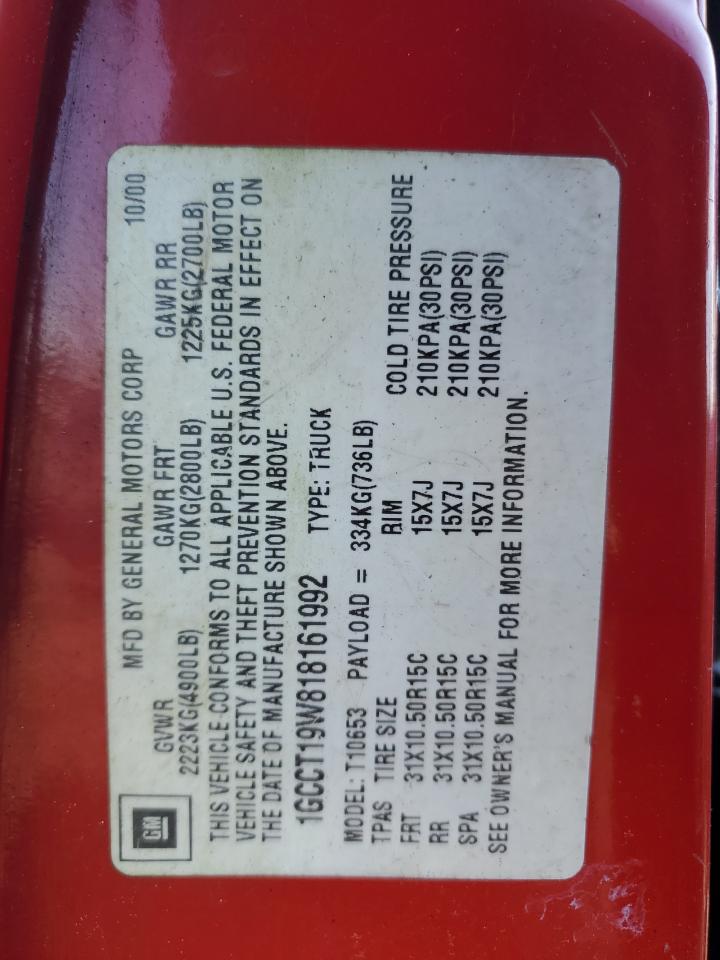 GM
MFD BY GENERAL MOTORS CORP 10/00
GVWR GAWR FRT GAWR RR
2223KG(4900LB) 1270KG(2800LB) 1225KG(2700LB)
THIS VEHICLE CONFORMS TO ALL APPLICABLE U.S. FEDERAL MOTOR
VEHICLE SAFETY AND THEFT PREVENTION STANDARDS IN EFFECT ON
THE DATE OF MANUFACTURE SHOWN ABOVE.
1GCCT19W818161992 TYPE: TRUCK
MODEL: T10653 PAYLOAD = 334KG(736LB)
TPAS TIRE SIZE RIM COLD TIRE PRESSURE
FRT 31X10.50R15C 15X7J 210KPA(30PSI)
RR 31X10.50R15C 15X7J 210KPA(30PSI)
SPA 31X10.50R15C 15X7J 210KPA(30PSI)
SEE OWNER'S MANUAL FOR MORE INFORMATION.